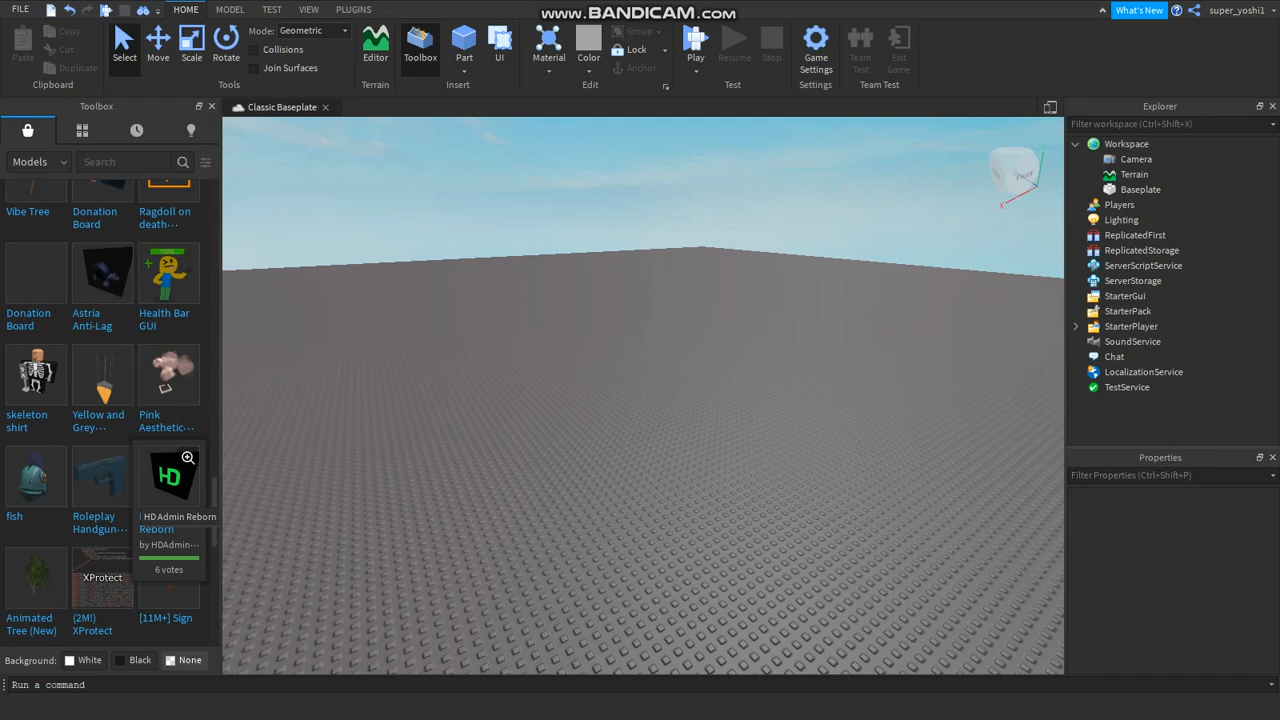 FILE HOME MODEL TEST VIEW PLUGINS
www.BANDICAM.com
What's New super_yoshi1
Paste Cut Copy Duplicate
Clipboard
Select Move Scale Rotate
Mode: Geometric
Collisions
Join Surfaces
Tools
Editor
Terrain
Toolbox Part UI
Insert
Material Color
Group
Lock
Anchor
Edit
Play Resume Stop
Test
Game Settings
Settings
Team Test
Exit Game
Team Test
Toolbox
Classic Baseplate
Models Search
Vibe Tree
Donation Board
Ragdoll on death···
Donation Board
Astria Anti-Lag
Health Bar GUI
skeleton shirt
Yellow and Grey···
Pink Aesthetic···
fish
Roleplay Handgun···
HD
HD Admin Reborn
Reborn
by HDAdmin···
6 votes
Animated Tree (New)
XProtect
(2M!) XProtect
[11M+] Sign
Background: White Black None
Run a command
Front
X
Explorer
Filter workspace (Ctrl+Shift+X)
Workspace
Camera
Terrain
Baseplate
Players
Lighting
ReplicatedFirst
ReplicatedStorage
ServerScriptService
ServerStorage
StarterGui
StarterPack
StarterPlayer
SoundService
Chat
LocalizationService
TestService
Properties
Filter Properties (Ctrl+Shift+P)